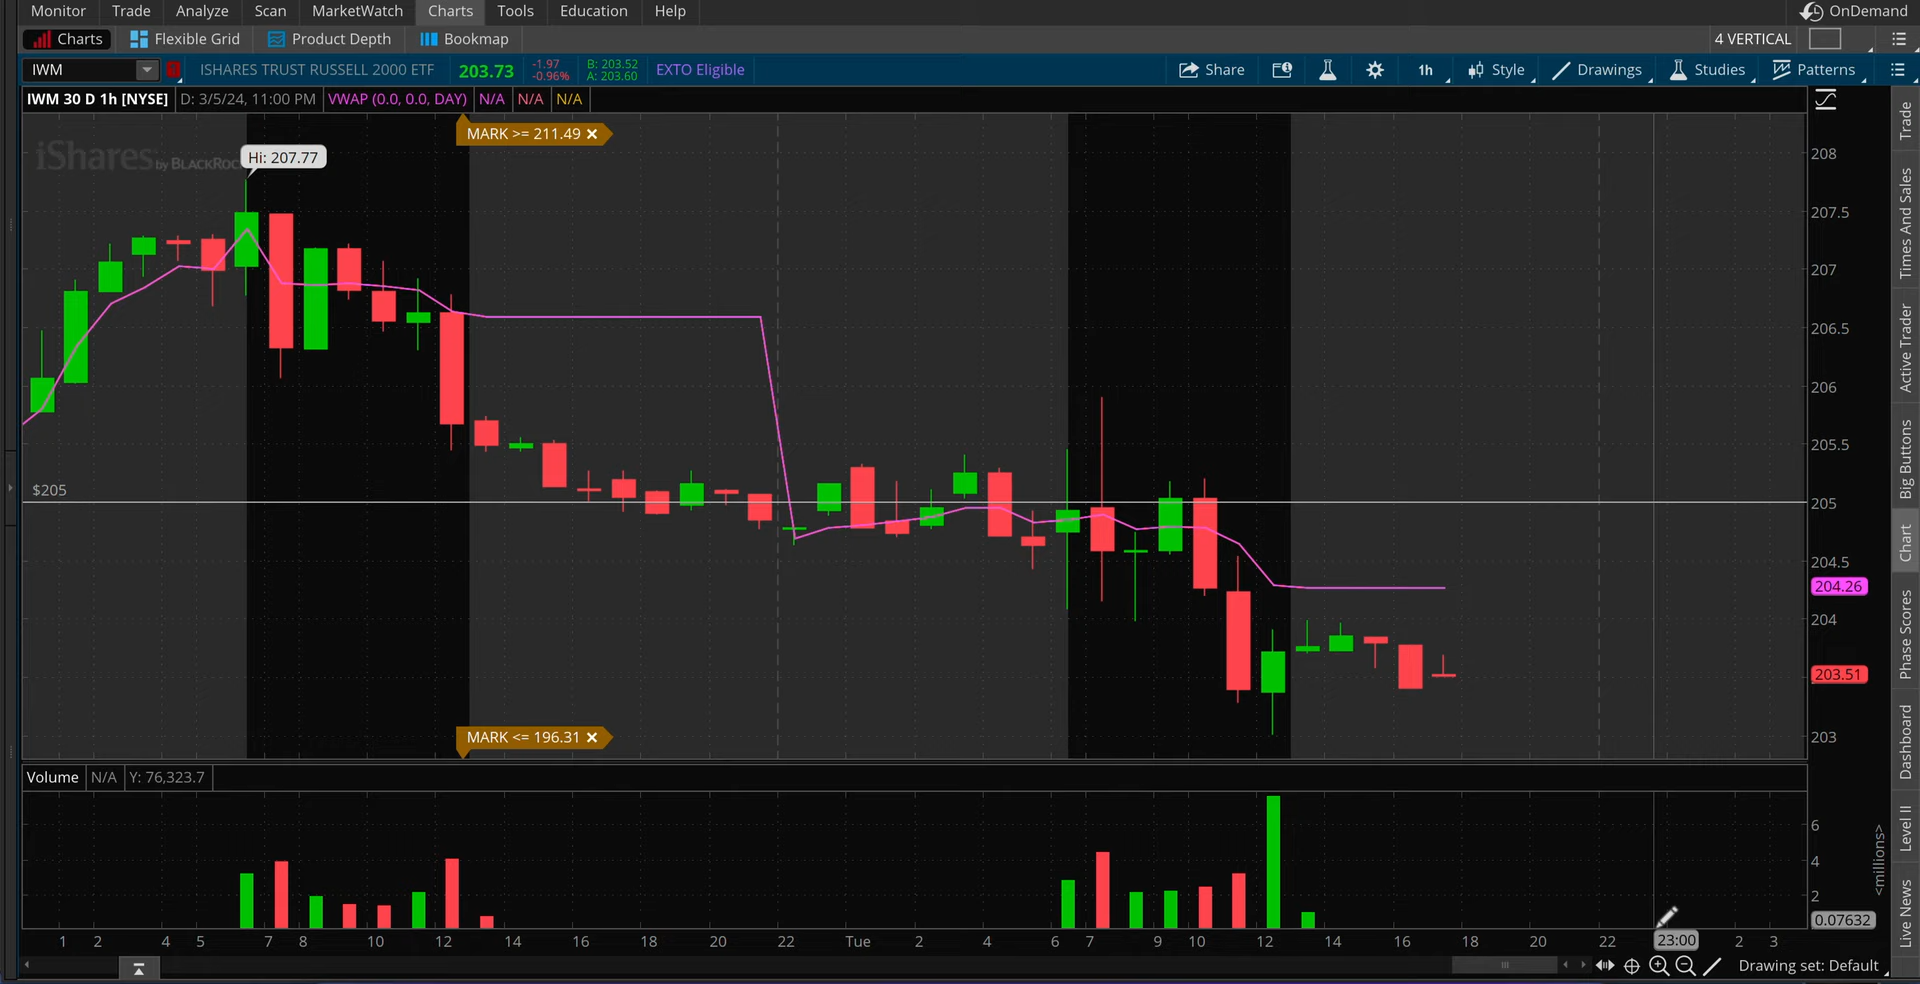 Monitor Trade Analyze Scan MarketWatch Charts Tools Education Help OnDemand
Charts Flexible Grid Product Depth Bookmap 4 VERTICAL
IWM ISHARES TRUST RUSSELL 2000 ETF 203.73 -1.97 B: 203.52 EXTO Eligible Share 1h Style Drawings Studies Patterns
-0.96% A: 203.60
IWM 30 D 1h [NYSE] D: 3/5/24, 11:00 PM VWAP (0.0, 0.0, DAY) N/A N/A N/A
MARK >= 211.49
iShares by BLACKROC
Hi: 207.77
208
207.5
207
206.5
206
205.5
$205
205
204.5
204.26
204
203.51
MARK <= 196.31
203
Volume N/A Y: 76,323.7
6
4
2
<millions>
0.07632
1 2 4 5 7 8 10 12 14 16 18 20 22 Tue 2 4 6 7 9 10 12 14 16 18 20 22 23:00 2 3
Drawing set: Default
Trade
Times And Sales
Active Trader
Big Buttons
Chart
Phase Scores
Dashboard
Level II
Live News